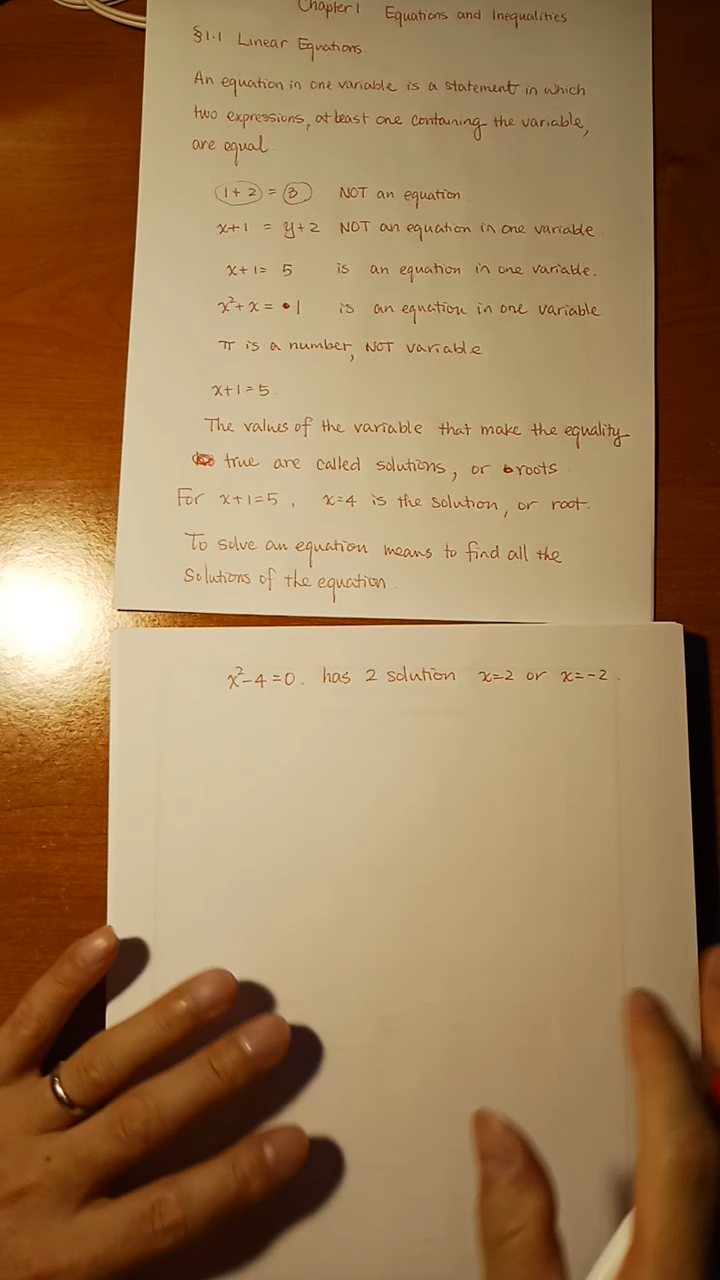 Chapter 1 Equations and Inequalities
§1.1 Linear Equations.
An equation in one variable is a statement in which
two expressions, at least one containing the variable,
are equal.
1 + 2 = 3 NOT an equation
x+1 = y+2 NOT an equation in one variable.
x+1 = 5 is an equation in one variable.
x²+x = 1 is an equation in one variable
π is a number, NOT variable
x+1=5.
The values of the variable that make the equality
true are called solutions, or roots.
For x+1=5, x=4 is the solution, or root.
To solve an equation means to find all the
Solutions of the equation.
x²-4=0. has 2 solution x=2 or x=-2.